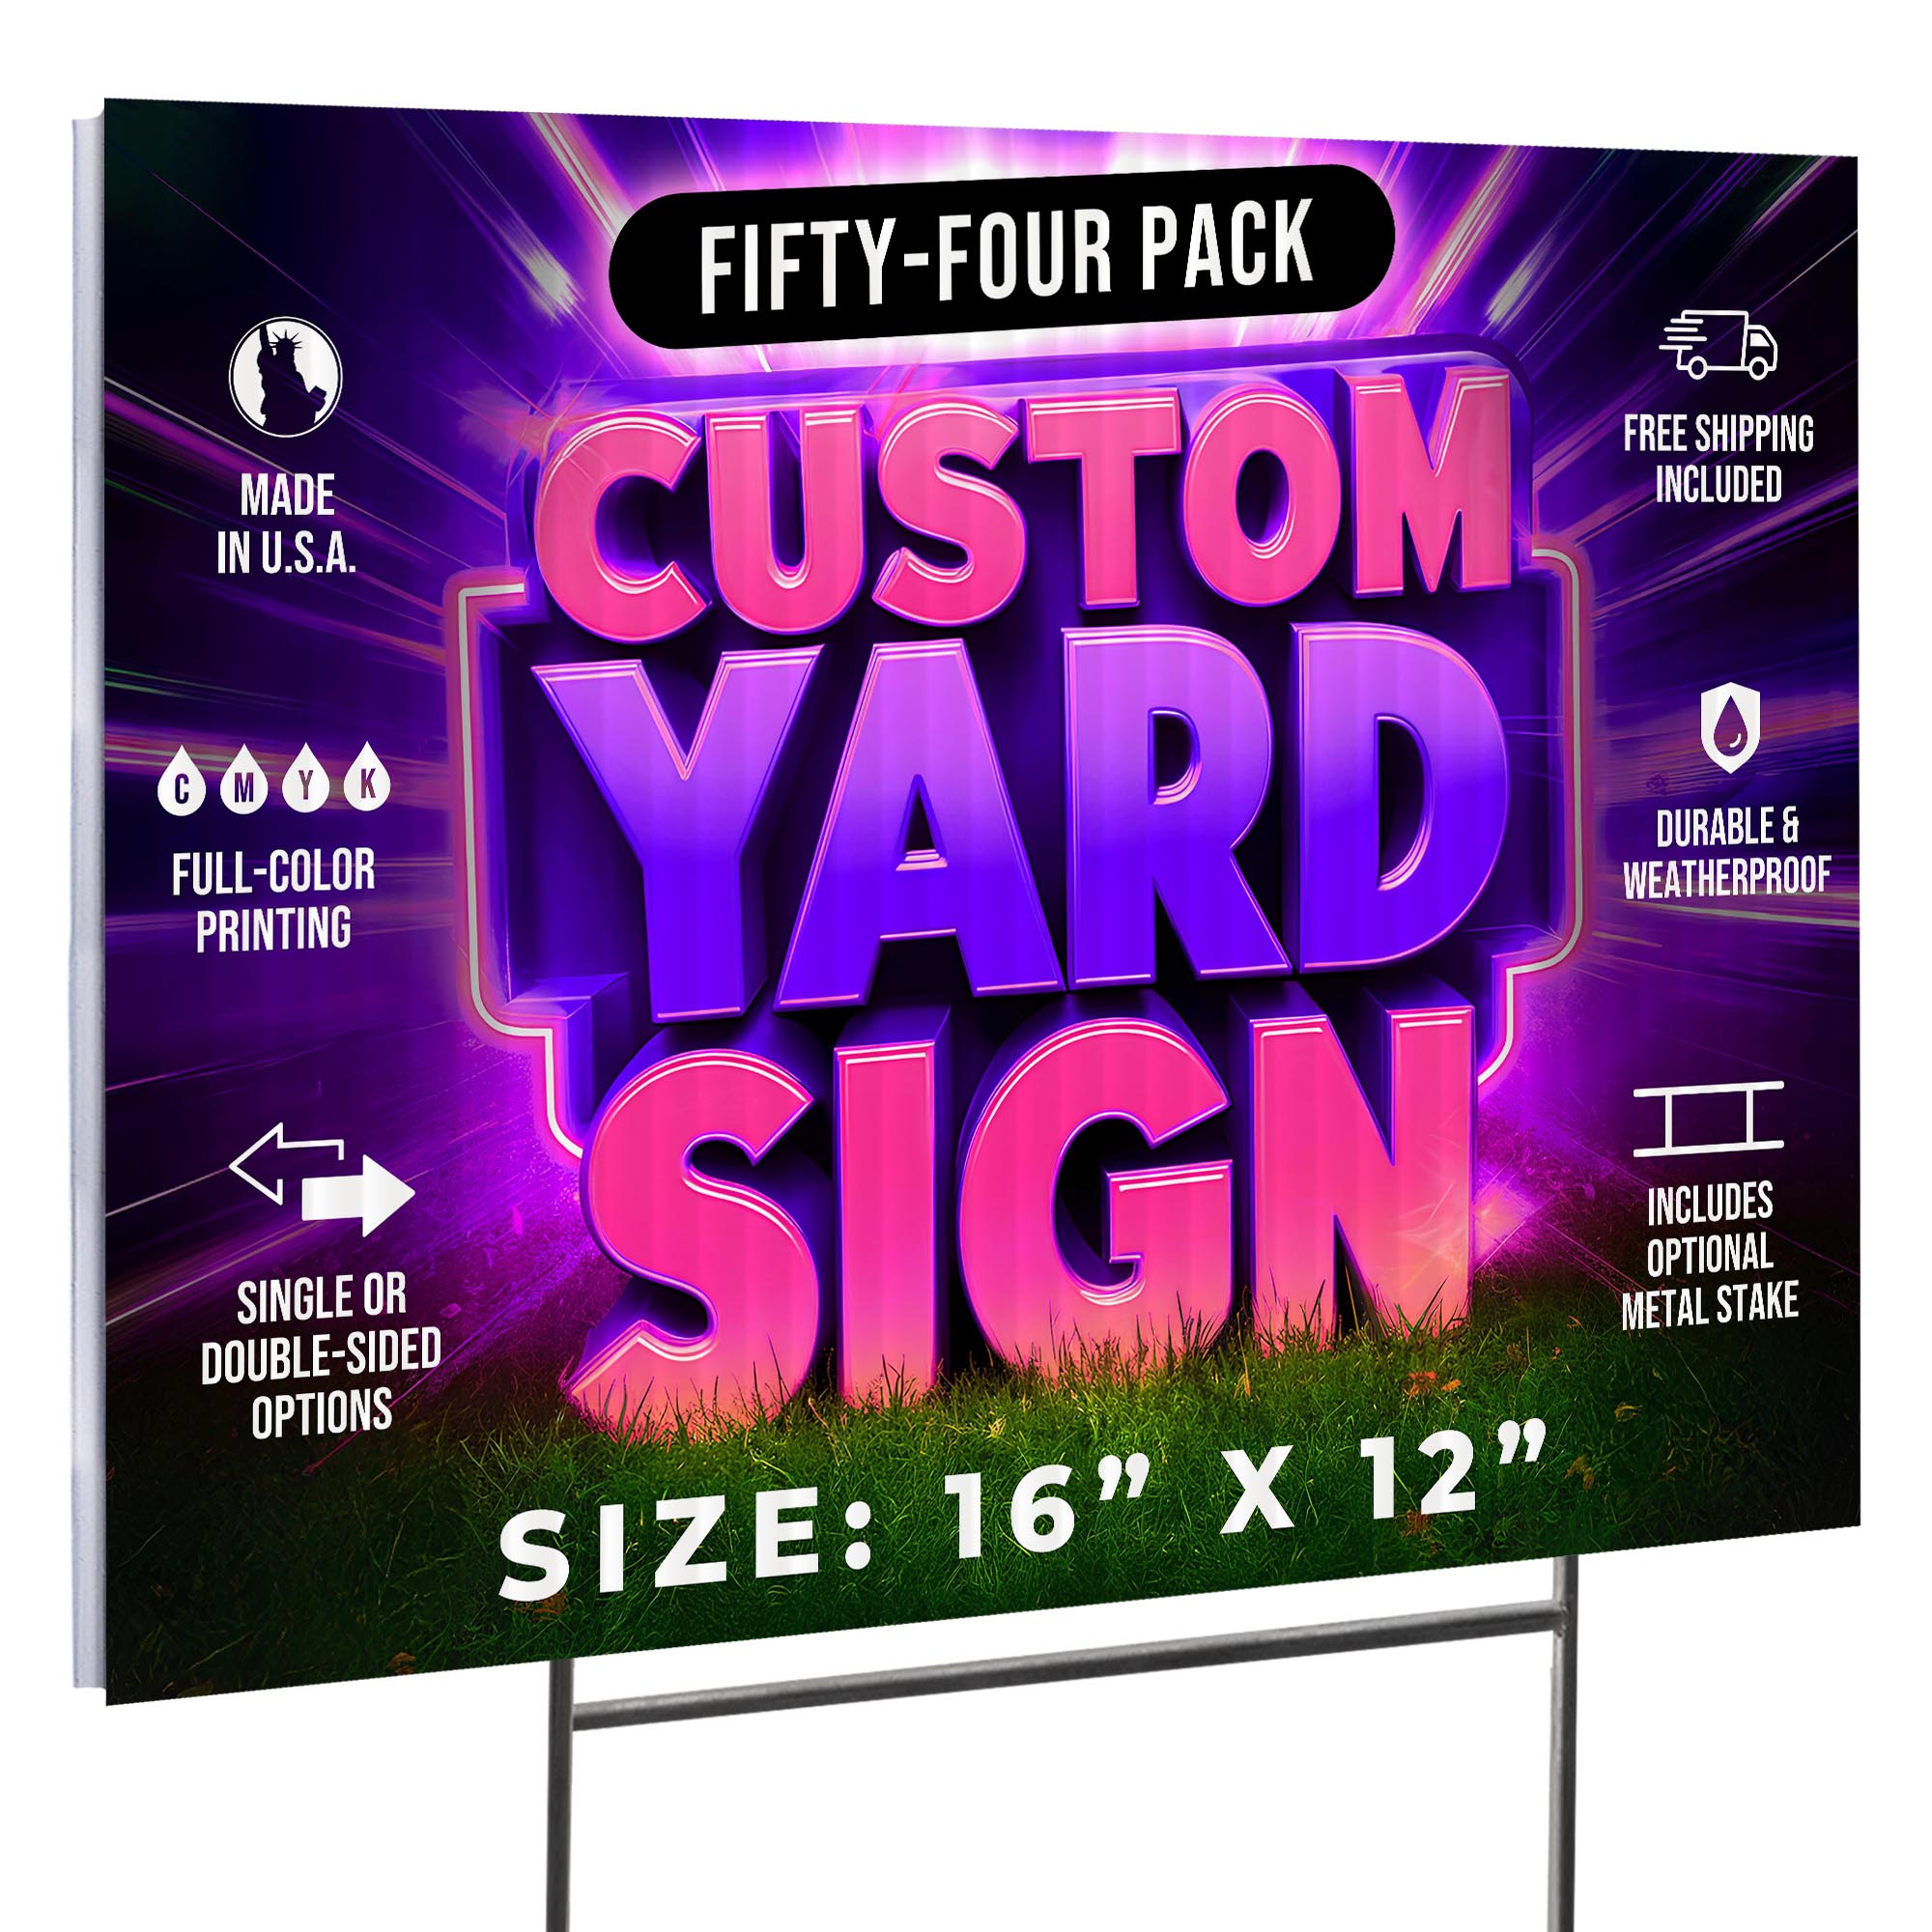 FIFTY-FOUR PACK
CUSTOM
YARD
SIGN
MADE
IN U.S.A.
C M Y K
FULL-COLOR
PRINTING
SINGLE OR
DOUBLE-SIDED
OPTIONS
FREE SHIPPING
INCLUDED
DURABLE &
WEATHERPROOF
INCLUDES
OPTIONAL
METAL STAKE
SIZE: 16” X 12”